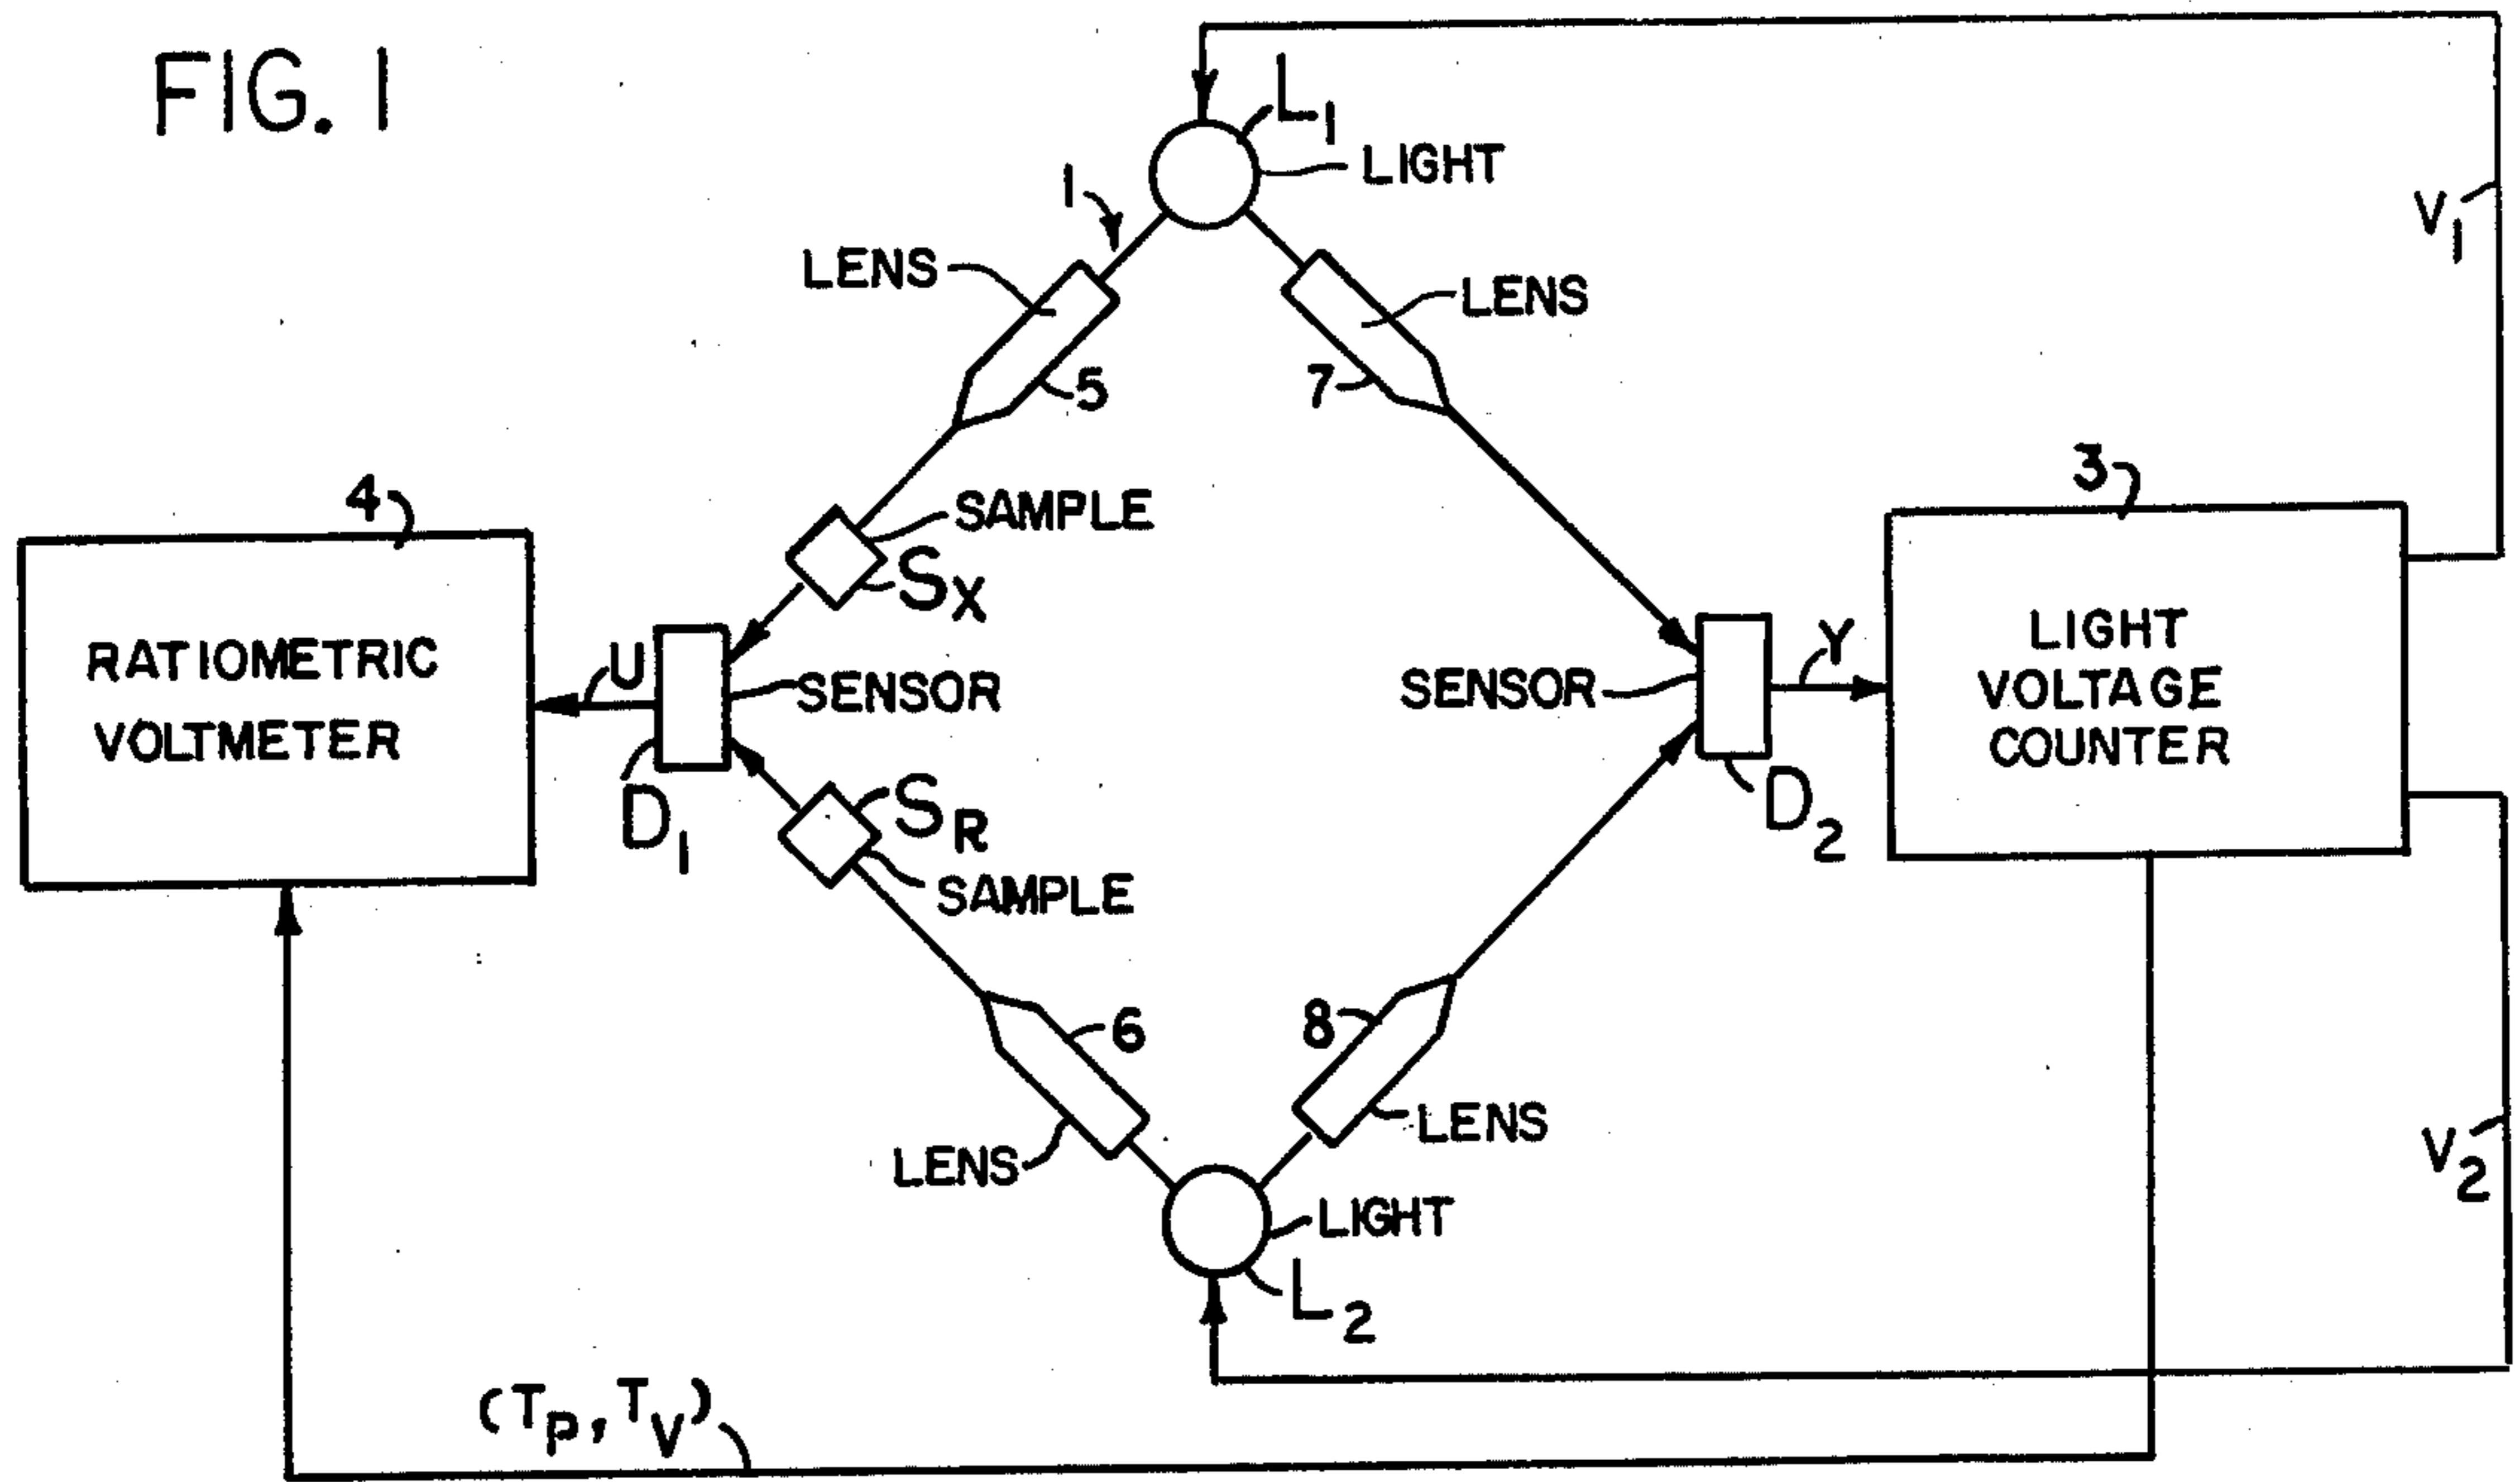 FIG. 1
L1
LIGHT
1
V1
LENS
LENS
5
7
4
3
SAMPLE
SX
RATIOMETRIC
VOLTMETER
U
SENSOR
D1
SENSOR
Y
D2
LIGHT
VOLTAGE
COUNTER
SR
SAMPLE
6
8
LENS
LENS
V2
LIGHT
L2
(TP, TV)